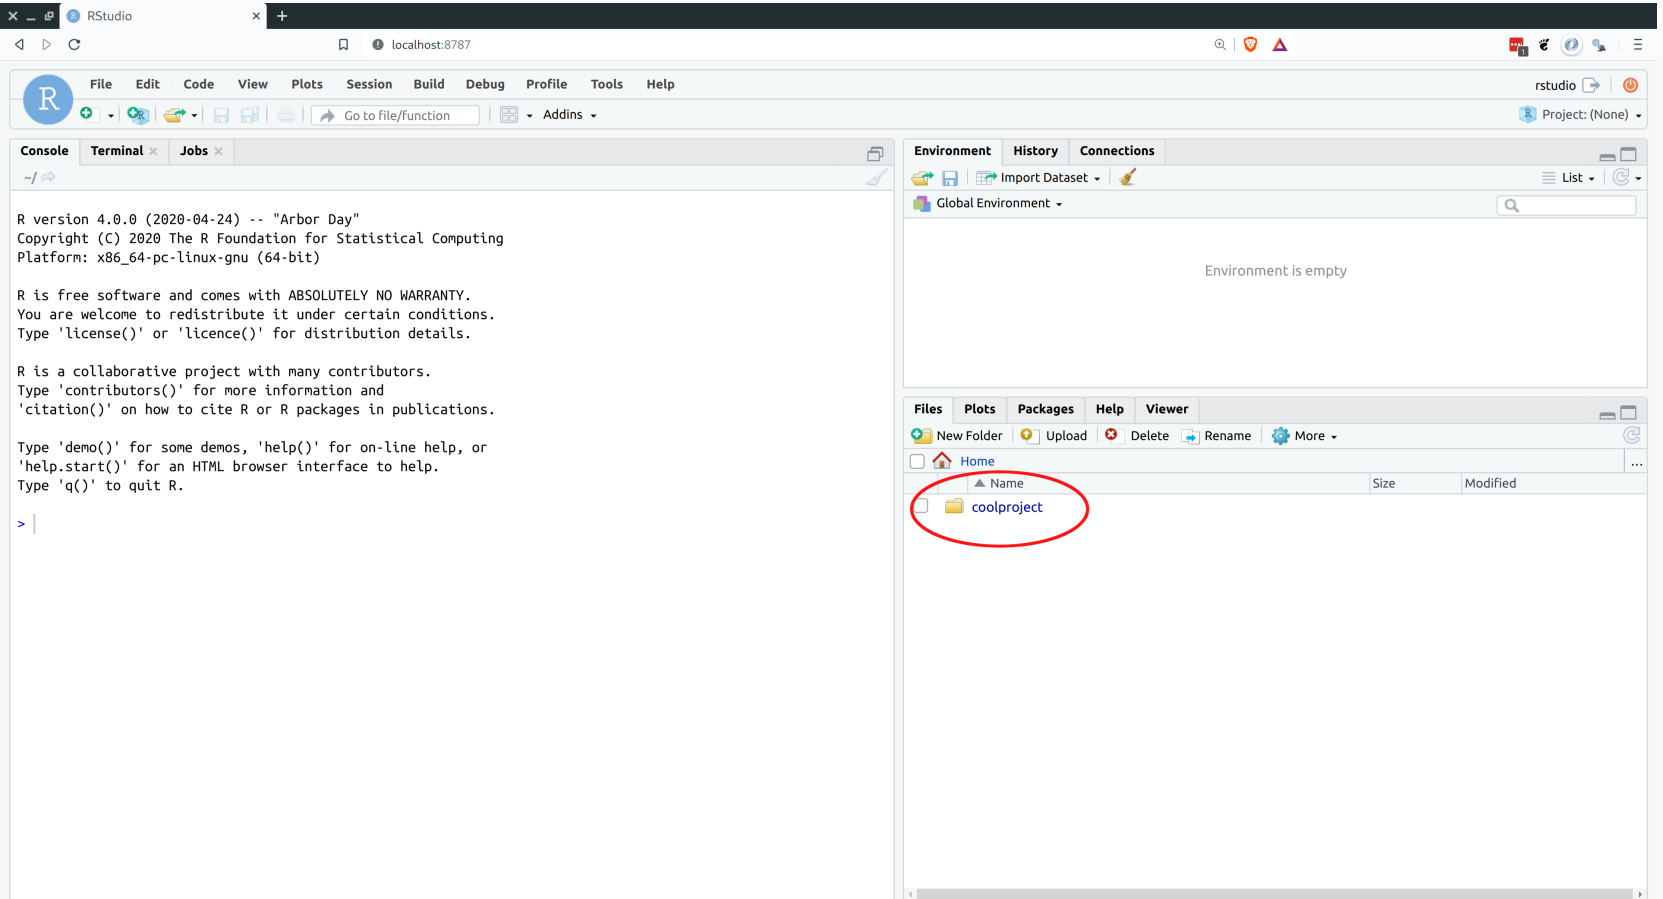 RStudio
localhost:8787
1
R
File Edit Code View Plots Session Build Debug Profile Tools Help
rstudio
Go to file/function
Addins
Project: (None)
Console Terminal Jobs
~/
R version 4.0.0 (2020-04-24) -- "Arbor Day"
Copyright (C) 2020 The R Foundation for Statistical Computing
Platform: x86_64-pc-linux-gnu (64-bit)
R is free software and comes with ABSOLUTELY NO WARRANTY.
You are welcome to redistribute it under certain conditions.
Type 'license()' or 'licence()' for distribution details.
R is a collaborative project with many contributors.
Type 'contributors()' for more information and
'citation()' on how to cite R or R packages in publications.
Type 'demo()' for some demos, 'help()' for on-line help, or
'help.start()' for an HTML browser interface to help.
Type 'q()' to quit R.
>
Environment History Connections
Import Dataset
List
Global Environment
Environment is empty
Files Plots Packages Help Viewer
New Folder Upload Delete Rename More
Home
...
Name Size Modified
coolproject